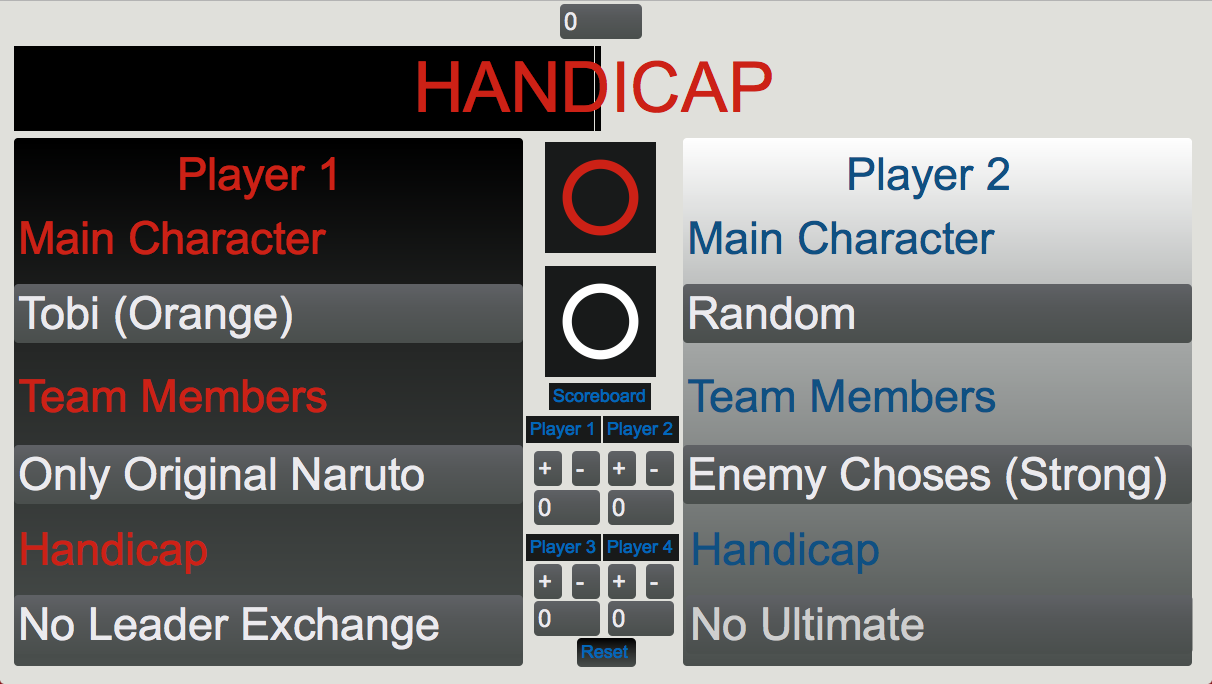 0
HANDICAP
Player 1
Main Character
Tobi (Orange)
Team Members
Only Original Naruto
Handicap
No Leader Exchange
Scoreboard
Player 1 Player 2
+ - + -
0 0
Player 3 Player 4
+ - + -
0 0
Reset
Player 2
Main Character
Random
Team Members
Enemy Choses (Strong)
Handicap
No Ultimate